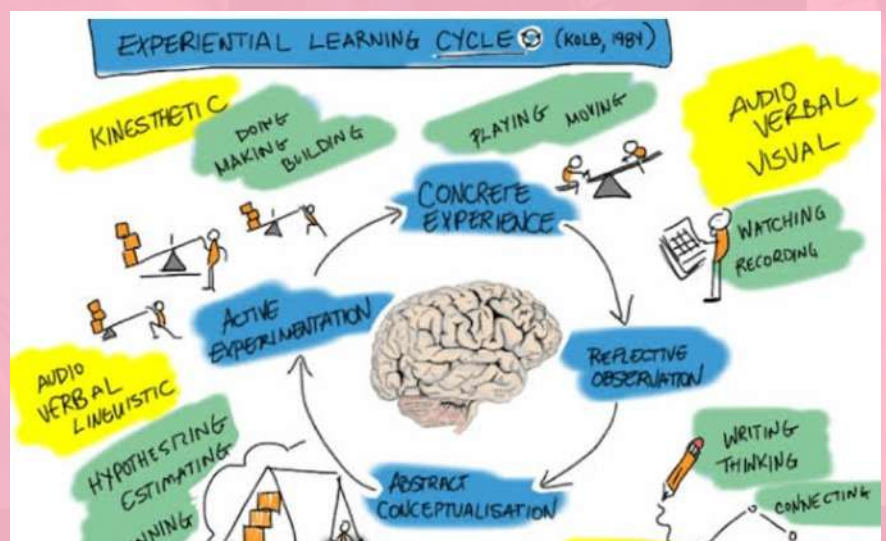 EXPERIENTIAL LEARNING CYCLE (KOLB, 1984)
KINESTHETIC
DOING
MAKING
BUILDING
PLAYING MOVING
AUDIO
VERBAL
VISUAL
CONCRETE
EXPERIENCE
WATCHING
RECORDING
ACTIVE
EXPERIMENTATION
REFLECTIVE
OBSERVATION
AUDIO
VERBAL
LINGUISTIC
HYPOTHESIZING
ESTIMATING
ABSTRACT
CONCEPTUALISATION
WRITING
THINKING
CONNECTING